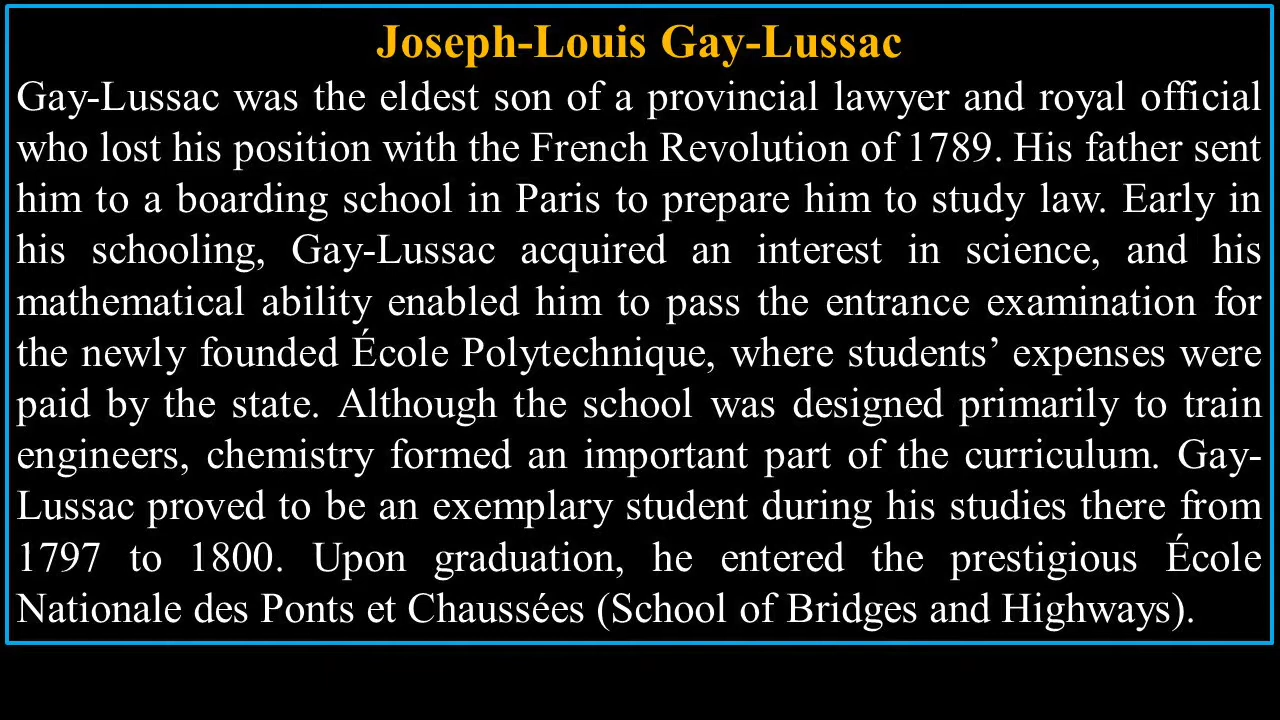 Joseph-Louis Gay-Lussac
Gay-Lussac was the eldest son of a provincial lawyer and royal official
who lost his position with the French Revolution of 1789. His father sent
him to a boarding school in Paris to prepare him to study law. Early in
his schooling, Gay-Lussac acquired an interest in science, and his
mathematical ability enabled him to pass the entrance examination for
the newly founded École Polytechnique, where students’ expenses were
paid by the state. Although the school was designed primarily to train
engineers, chemistry formed an important part of the curriculum. Gay-
Lussac proved to be an exemplary student during his studies there from
1797 to 1800. Upon graduation, he entered the prestigious École
Nationale des Ponts et Chaussées (School of Bridges and Highways).